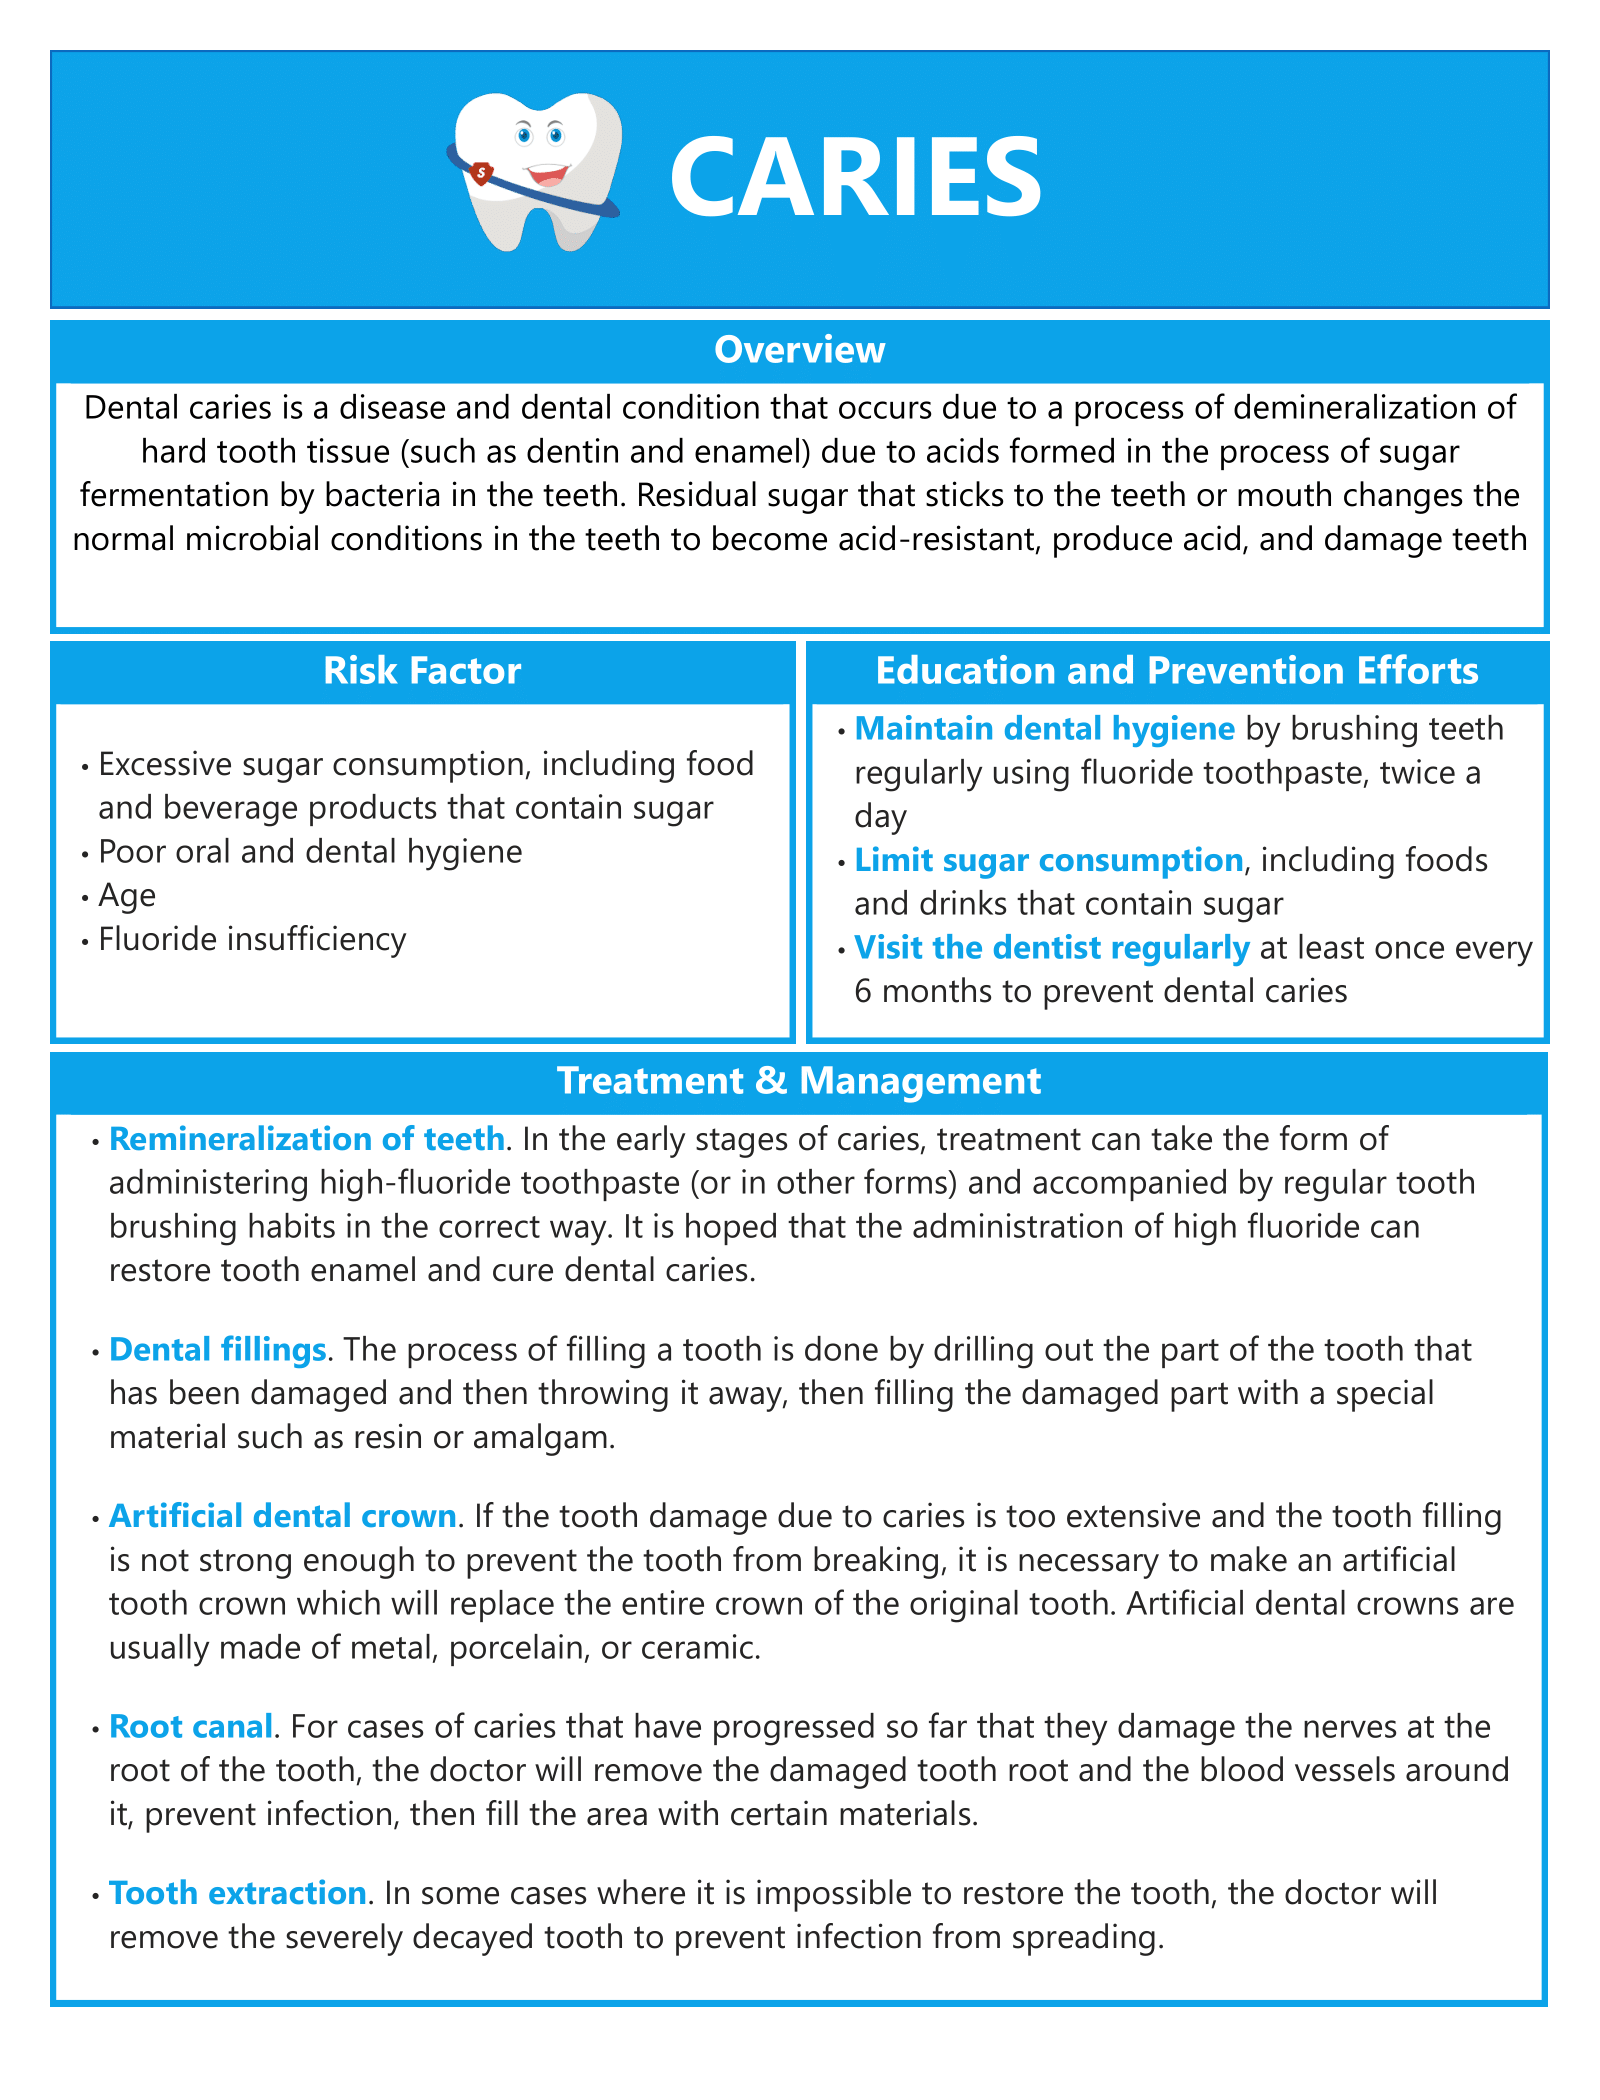 S
CARIES
Overview
Dental caries is a disease and dental condition that occurs due to a process of demineralization of
hard tooth tissue (such as dentin and enamel) due to acids formed in the process of sugar
fermentation by bacteria in the teeth. Residual sugar that sticks to the teeth or mouth changes the
normal microbial conditions in the teeth to become acid-resistant, produce acid, and damage teeth
Risk Factor
• Excessive sugar consumption, including food
and beverage products that contain sugar
• Poor oral and dental hygiene
• Age
• Fluoride insufficiency
Education and Prevention Efforts
• Maintain dental hygiene by brushing teeth
regularly using fluoride toothpaste, twice a
day
• Limit sugar consumption, including foods
and drinks that contain sugar
• Visit the dentist regularly at least once every
6 months to prevent dental caries
Treatment & Management
• Remineralization of teeth. In the early stages of caries, treatment can take the form of
administering high-fluoride toothpaste (or in other forms) and accompanied by regular tooth
brushing habits in the correct way. It is hoped that the administration of high fluoride can
restore tooth enamel and cure dental caries.
• Dental fillings. The process of filling a tooth is done by drilling out the part of the tooth that
has been damaged and then throwing it away, then filling the damaged part with a special
material such as resin or amalgam.
• Artificial dental crown. If the tooth damage due to caries is too extensive and the tooth filling
is not strong enough to prevent the tooth from breaking, it is necessary to make an artificial
tooth crown which will replace the entire crown of the original tooth. Artificial dental crowns are
usually made of metal, porcelain, or ceramic.
• Root canal. For cases of caries that have progressed so far that they damage the nerves at the
root of the tooth, the doctor will remove the damaged tooth root and the blood vessels around
it, prevent infection, then fill the area with certain materials.
• Tooth extraction. In some cases where it is impossible to restore the tooth, the doctor will
remove the severely decayed tooth to prevent infection from spreading.